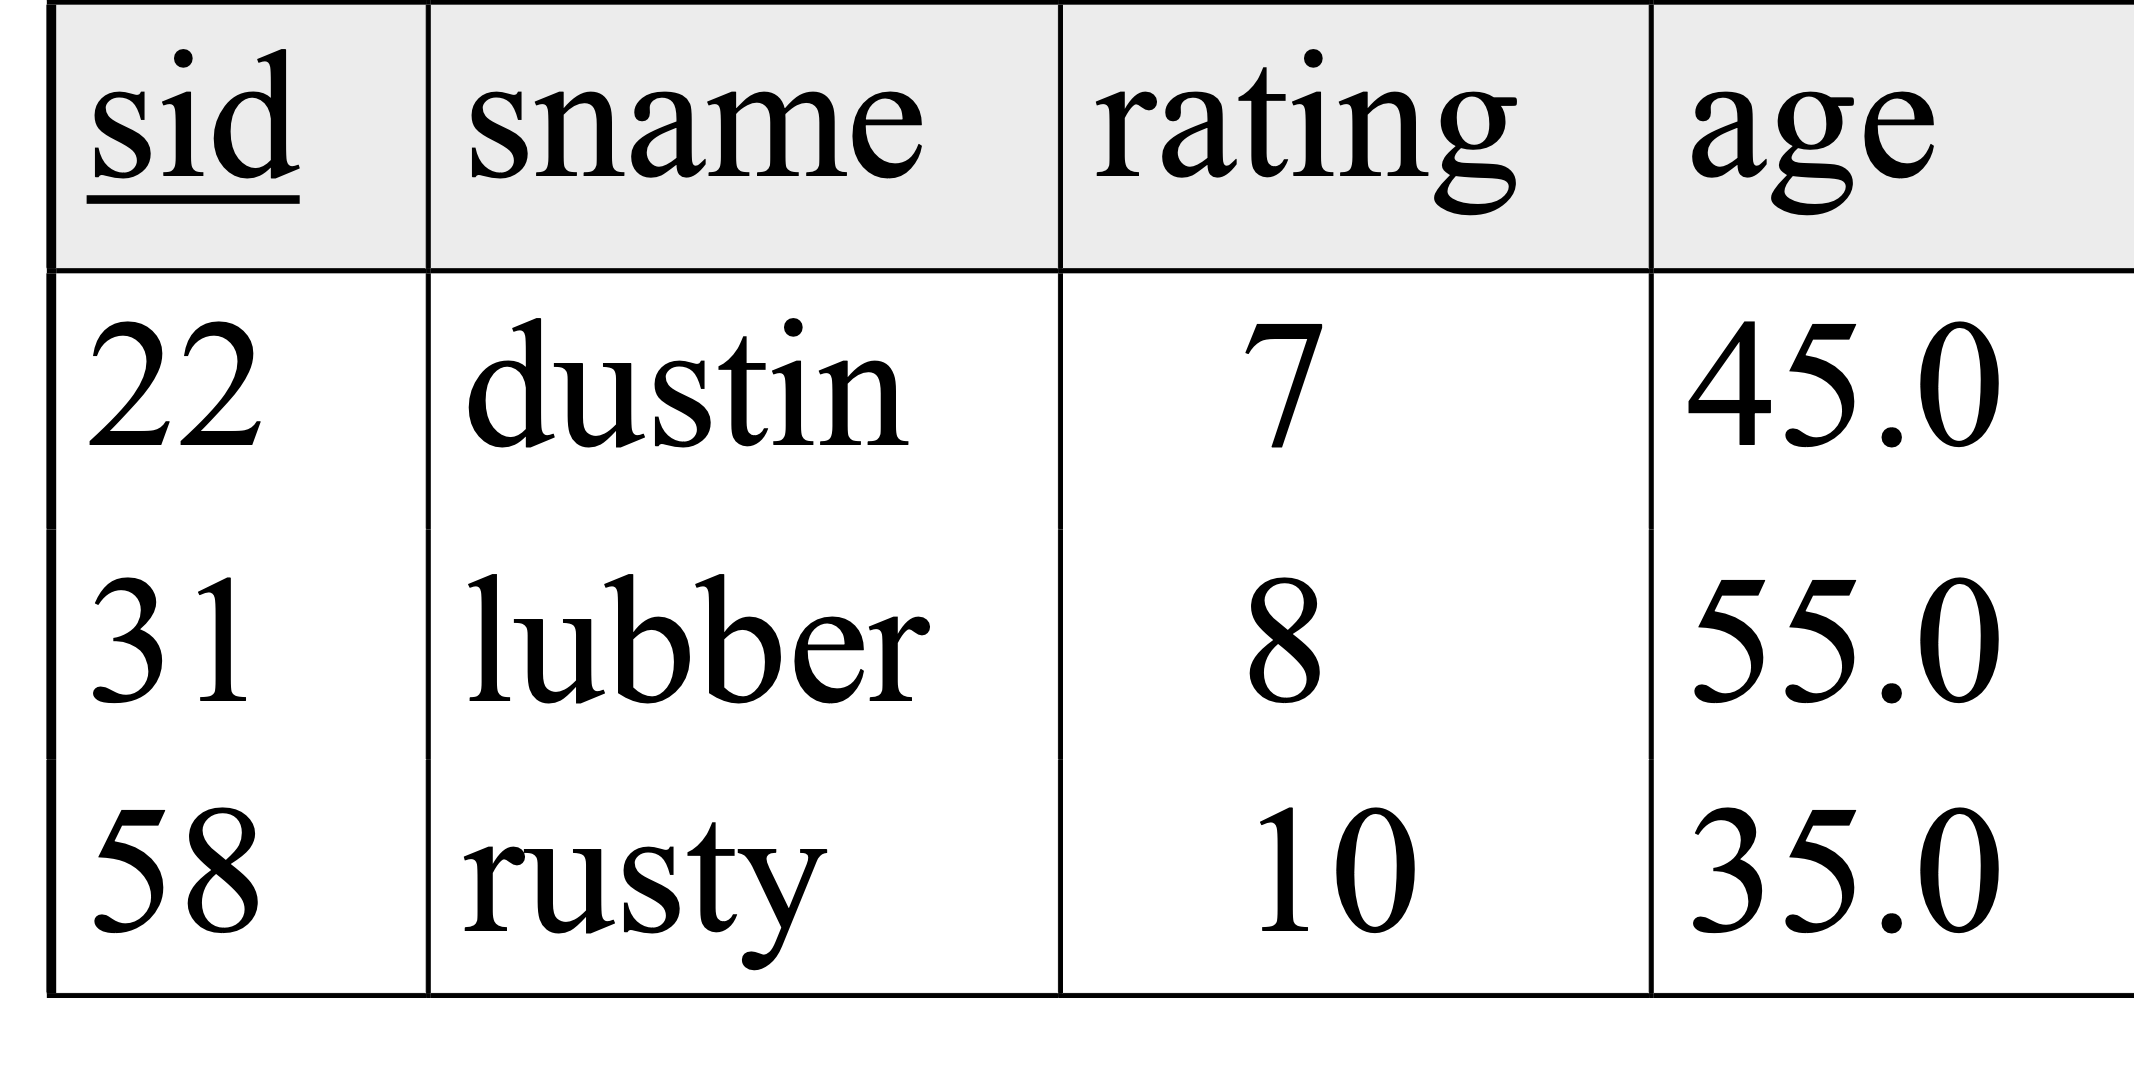 sid sname rating age
22 dustin 7 45.0
31 lubber 8 55.0
58 rusty 10 35.0